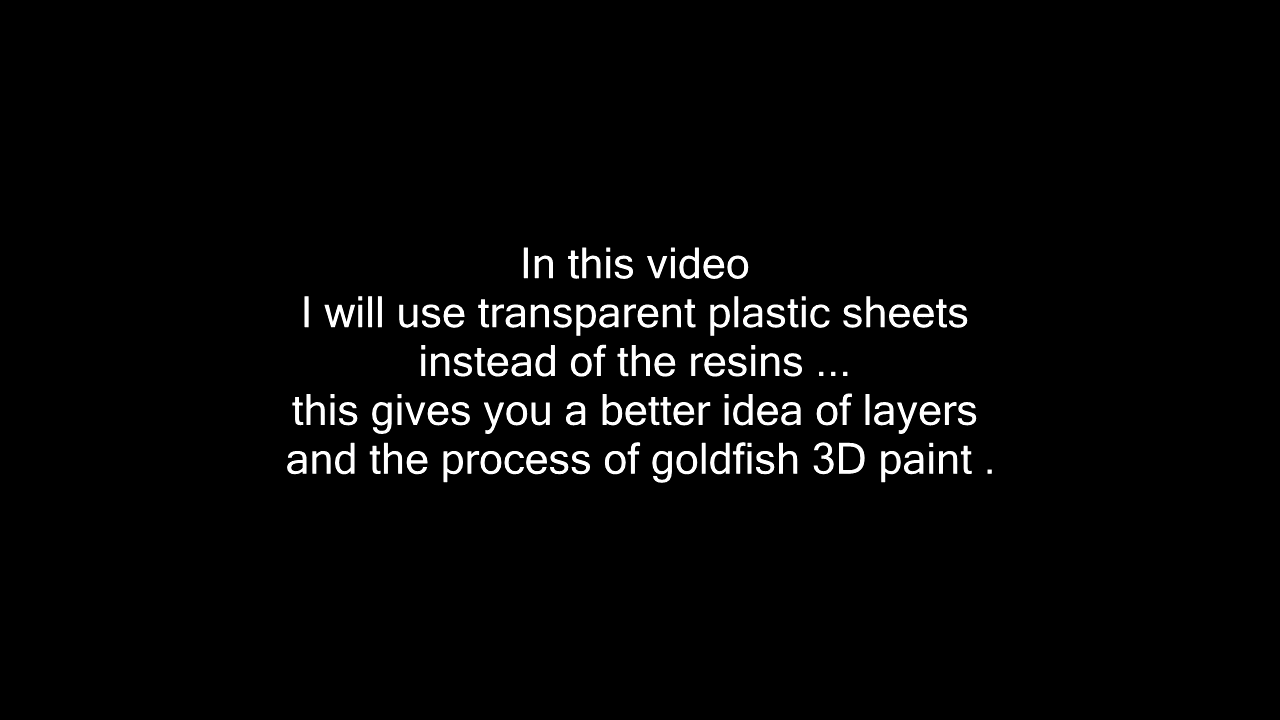 In this video
I will use transparent plastic sheets
instead of the resins ...
this gives you a better idea of layers
and the process of goldfish 3D paint .